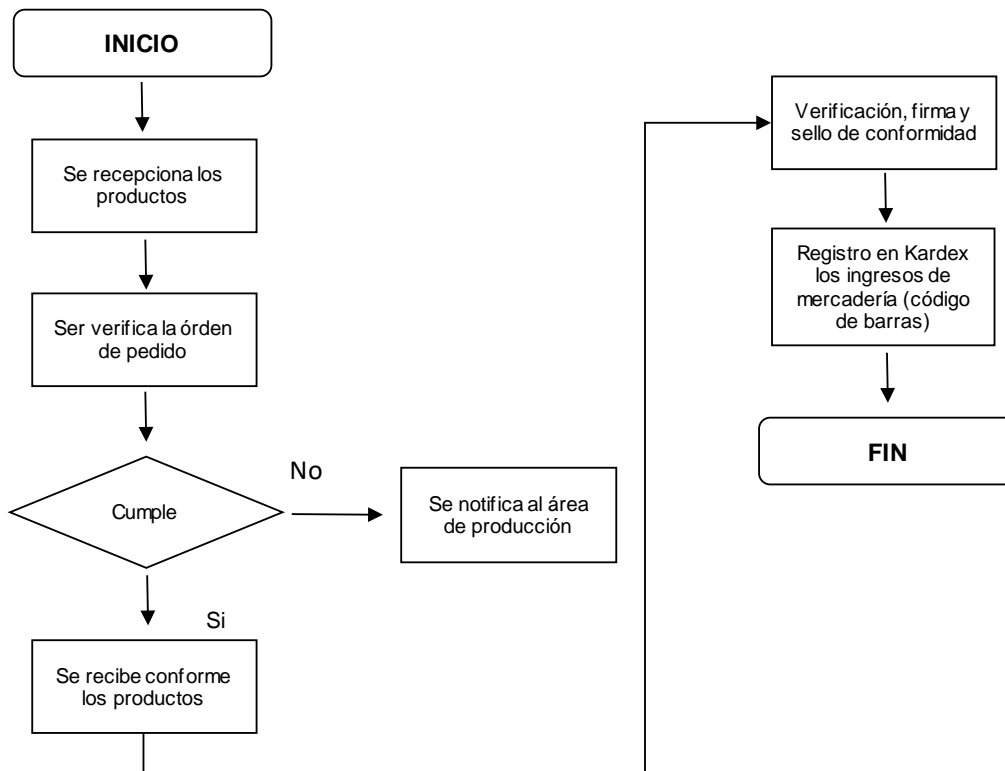 INICIO
Se recepciona los
productos
Ser verifica la órden
de pedido
Cumple
No
Se notifica al área
de producción
Si
Se recibe conforme
los productos
Verificación, firma y
sello de conformidad
Registro en Kardex
los ingresos de
mercadería (código
de barras)
FIN